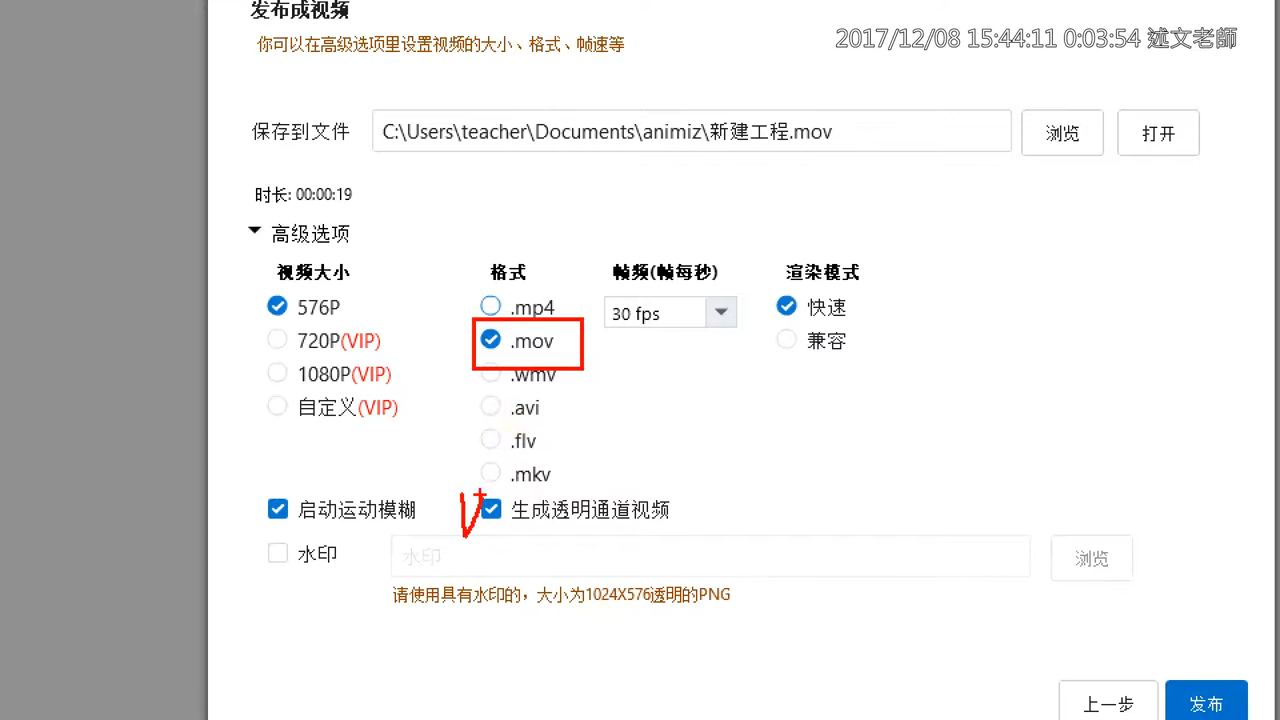 发布成视频
你可以在高级选项里设置视频的大小、格式、帧速等
2017/12/08 15:44:11 0:03:54 述文老師
保存到文件 C:\Users\teacher\Documents\animiz\新建工程.mov 浏览 打开
时长: 00:00:19
高级选项
视频大小 格式 帧频(帧每秒) 渲染模式
576P .mp4 30 fps 快速
720P(VIP) .mov 兼容
1080P(VIP) .wmv
自定义(VIP) .avi
.flv
.mkv
启动运动模糊 生成透明通道视频
水印 水印 浏览
请使用具有水印的，大小为1024X576透明的PNG
上一步 发布